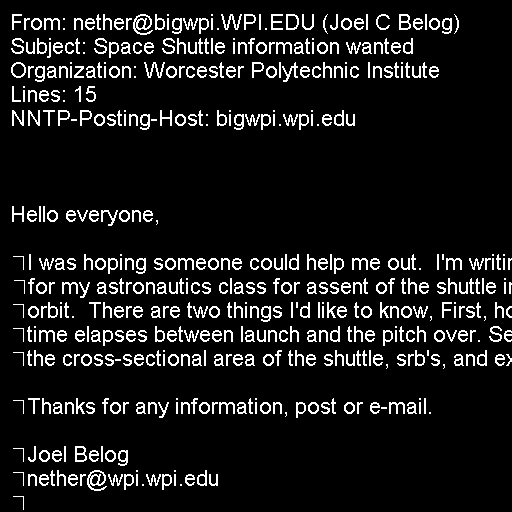 From: nether@bigwpi.WPI.EDU (Joel C Belog)
Subject: Space Shuttle information wanted
Organization: Worcester Polytechnic Institute
Lines: 15
NNTP-Posting-Host: bigwpi.wpi.edu
Hello everyone,
I was hoping someone could help me out.  I'm
for my astronautics class for assent of the shuttle
orbit.  There are two things I'd like to know, First,
time elapses between launch and the pitch over.
the cross-sectional area of the shuttle, srb's, and
Thanks for any information, post or e-mail.
Joel Belog
nether@wpi.wpi.edu